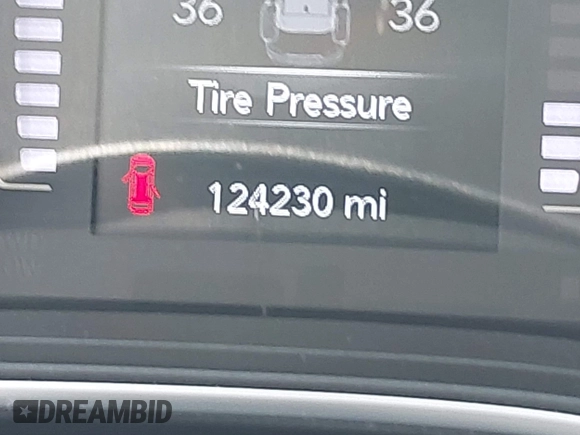 36 36
Tire Pressure
124230 mi
DREAMBID